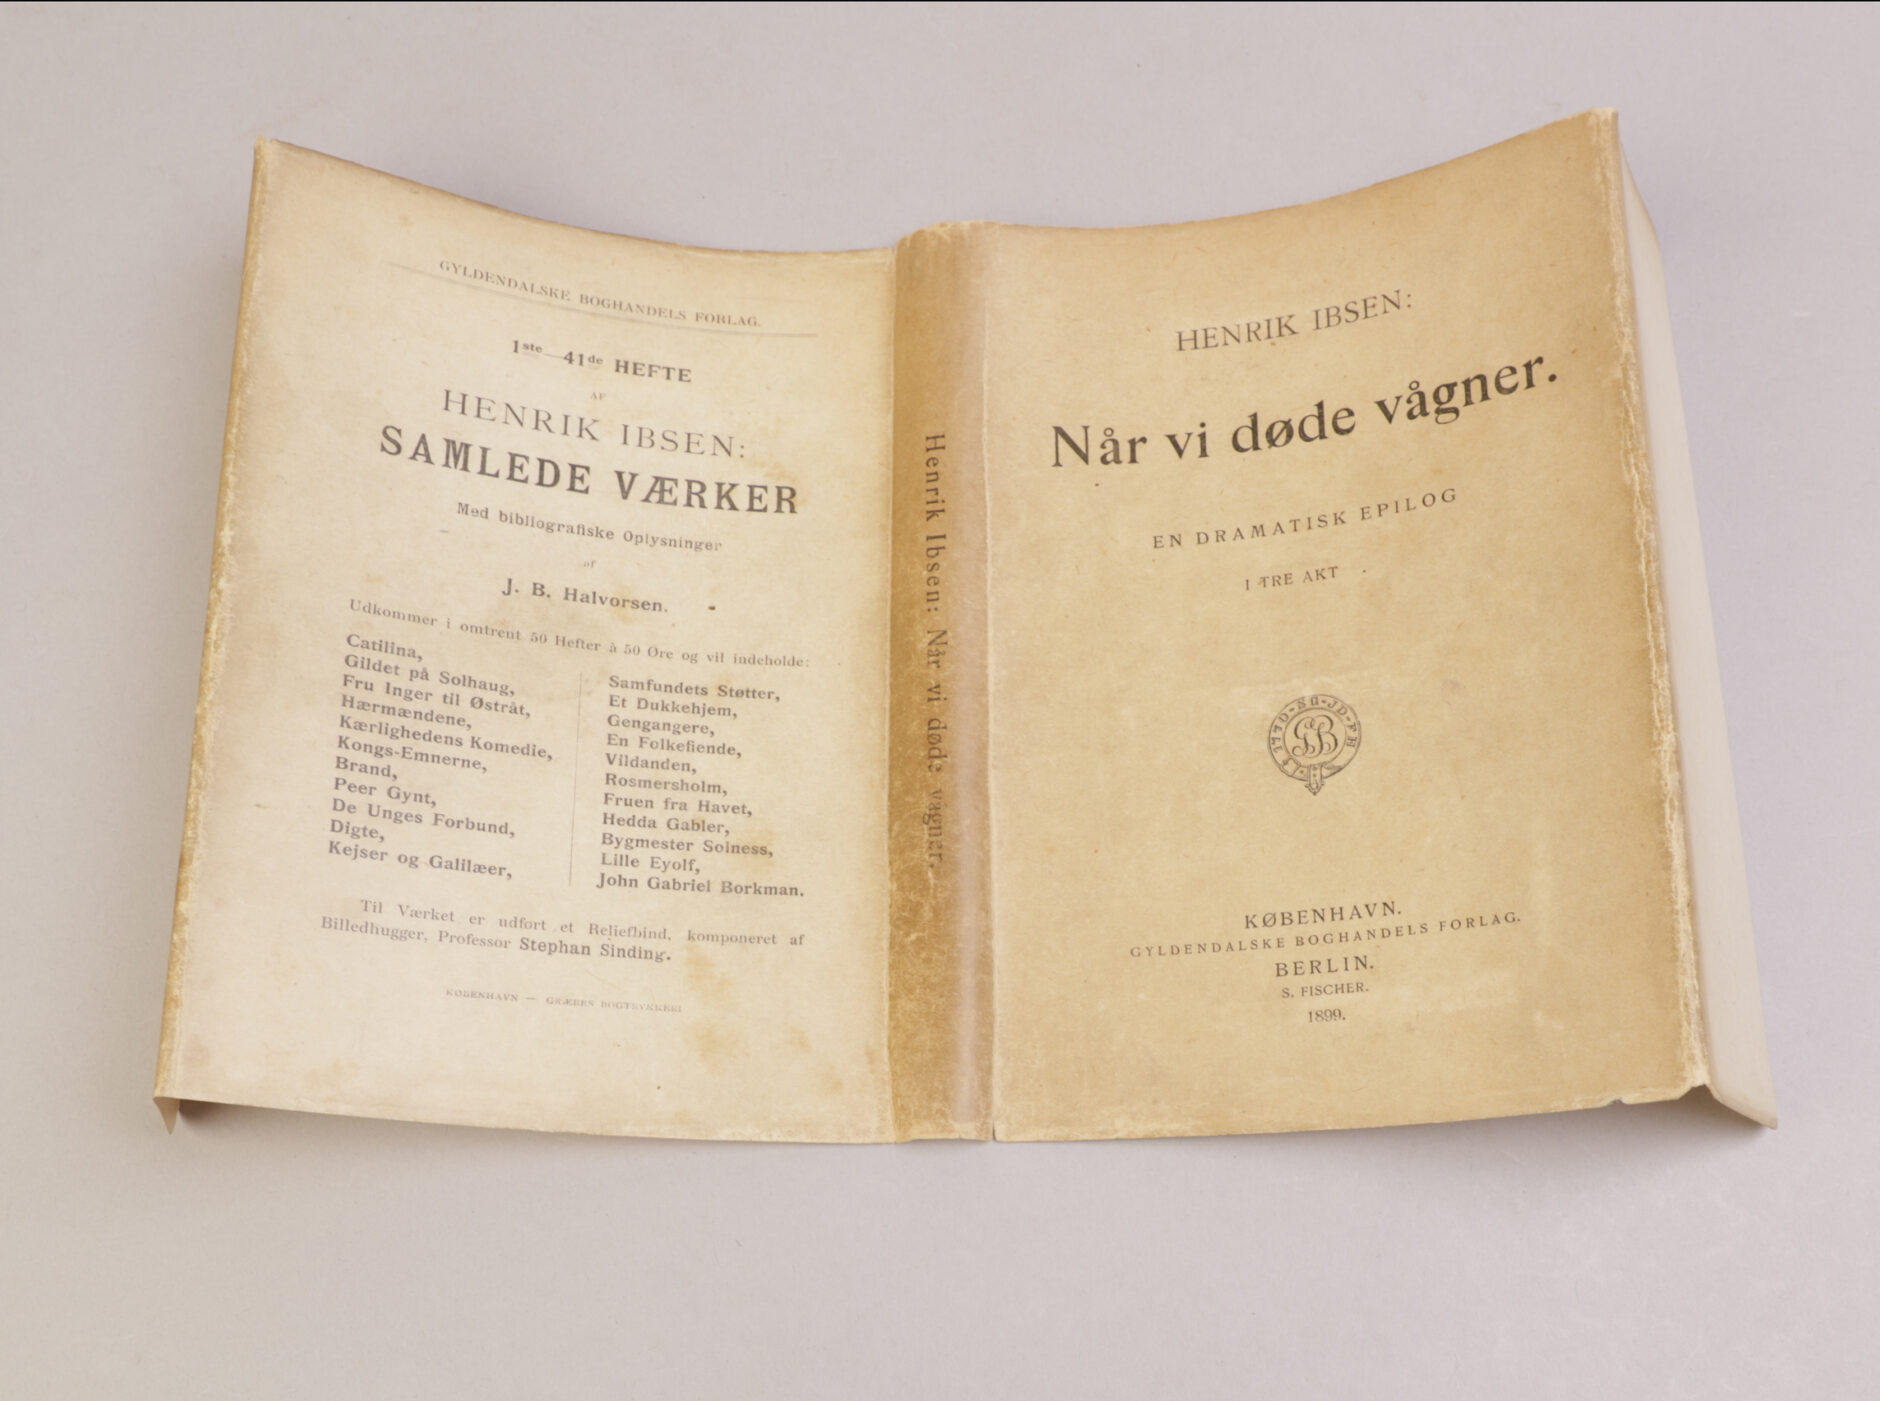 GYLDENDALSKE BOGHANDELS FORLAG.
1ste—41de HEFTE
AF
HENRIK IBSEN:
SAMLEDE VÆRKER
Med bibliografiske Oplysninger
af
J. B. Halvorsen.
Udkommer i omtrent 50 Hefter à 50 Øre og vil indeholde:
Catilina,
Gildet på Solhaug,
Fru Inger til Østråt,
Hærmændene,
Kærlighedens Komedie,
Kongs-Emnerne,
Brand,
Peer Gynt,
De Unges Forbund,
Digte,
Kejser og Galilæer,
Samfundets Støtter,
Et Dukkehjem,
Gengangere,
En Folkefiende,
Vildanden,
Rosmersholm,
Fruen fra Havet,
Hedda Gabler,
Bygmester Solness,
Lille Eyolf,
John Gabriel Borkman.
Til Værket er udført et Reliefbind, komponeret af
Billedhugger, Professor Stephan Sinding.
KØBENHAVN — GRÆBES BOGTRYKKERI
Henrik Ibsen: Når vi døde vågner.
HENRIK IBSEN:
Når vi døde vågner.
EN DRAMATISK EPILOG
I TRE AKT
GB
KØBENHAVN.
GYLDENDALSKE BOGHANDELS FORLAG.
BERLIN.
S. FISCHER.
1899.